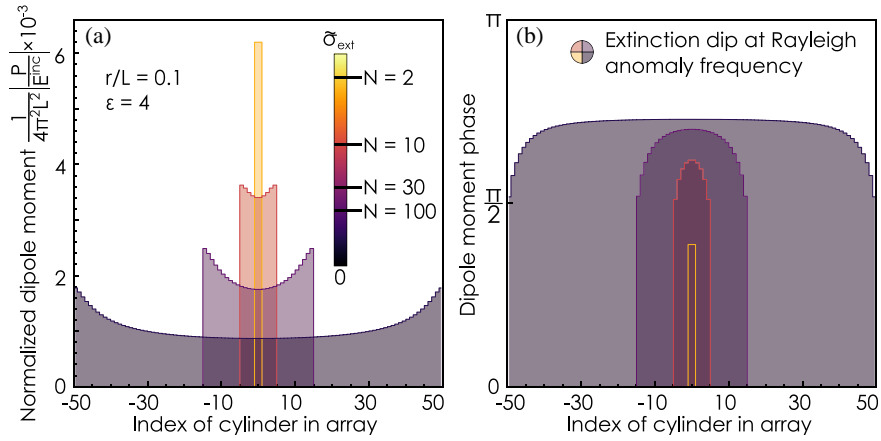 (a)
Normalized dipole moment 1/4π²L² |P/E^inc| ×10⁻³
6
4
2
0
r/L = 0.1
ε = 4
σ̃ext
N = 2
N = 10
N = 30
N = 100
0
-50 -30 -10 10 30 50
Index of cylinder in array
(b)
Extinction dip at Rayleigh
anomaly frequency
Dipole moment phase
π
π/2
0
-50 -30 -10 10 30 50
Index of cylinder in array